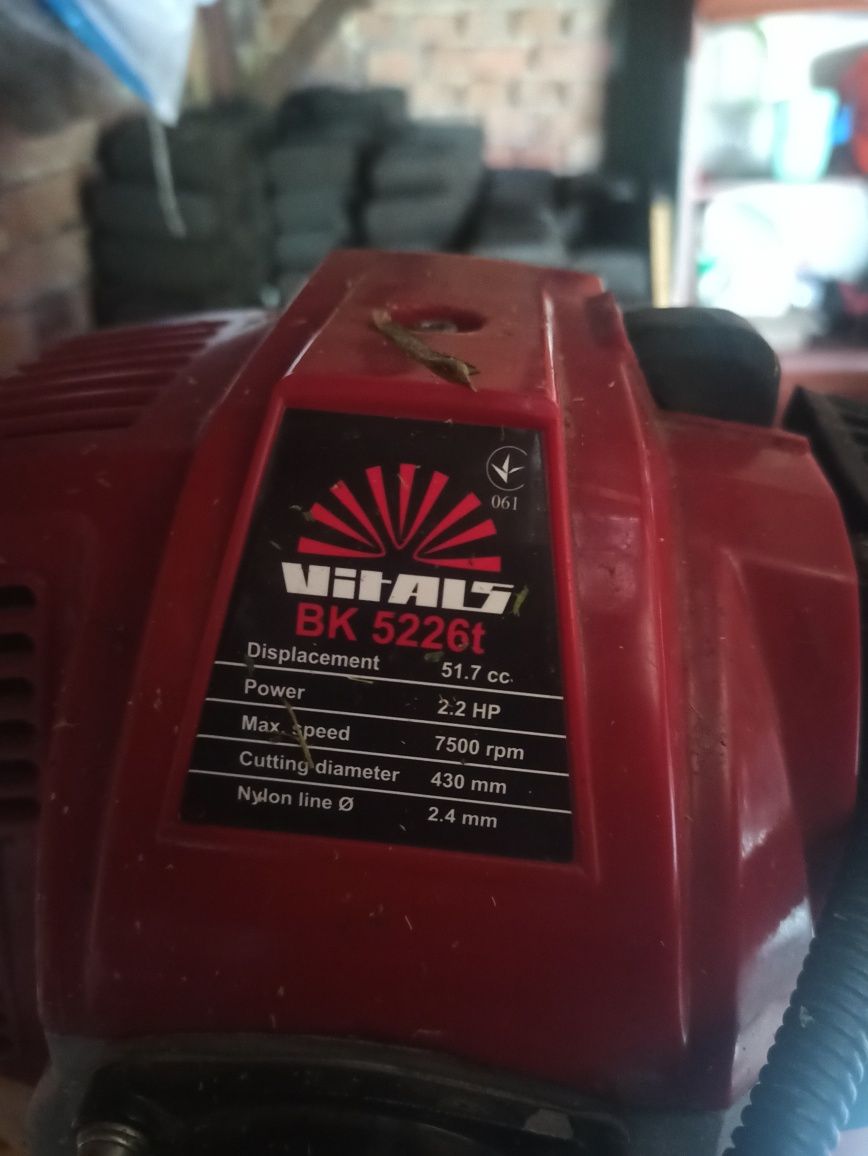 061
Vitals
BK 5226t
Displacement 51.7 cc
Power 2.2 HP
Max. speed 7500 rpm
Cutting diameter 430 mm
Nylon line Ø 2.4 mm